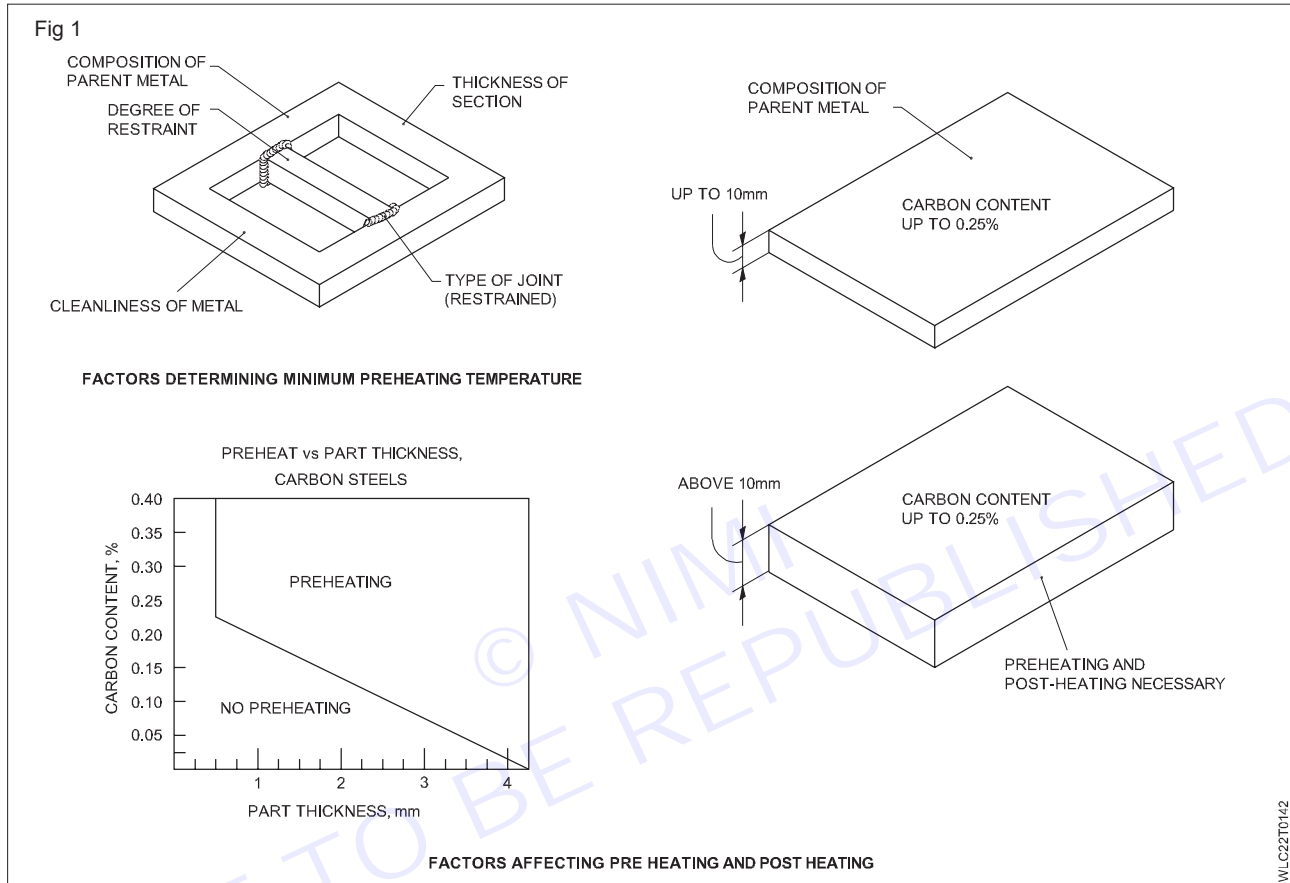 Fig 1
COMPOSITION OF
PARENT METAL
DEGREE OF
RESTRAINT
THICKNESS OF
SECTION
CLEANLINESS OF METAL
TYPE OF JOINT
(RESTRAINED)
FACTORS DETERMINING MINIMUM PREHEATING TEMPERATURE
COMPOSITION OF
PARENT METAL
UP TO 10mm
CARBON CONTENT
UP TO 0.25%
PREHEAT vs PART THICKNESS,
CARBON STEELS
0.40
0.35
0.30
0.25
0.20
0.15
0.10
0.05
CARBON CONTENT, %
PREHEATING
NO PREHEATING
1 2 3 4
PART THICKNESS, mm
ABOVE 10mm
CARBON CONTENT
UP TO 0.25%
PREHEATING AND
POST-HEATING NECESSARY
FACTORS AFFECTING PRE HEATING AND POST HEATING
WLC22T0142
© NIMI
TO BE REPUBLISHED